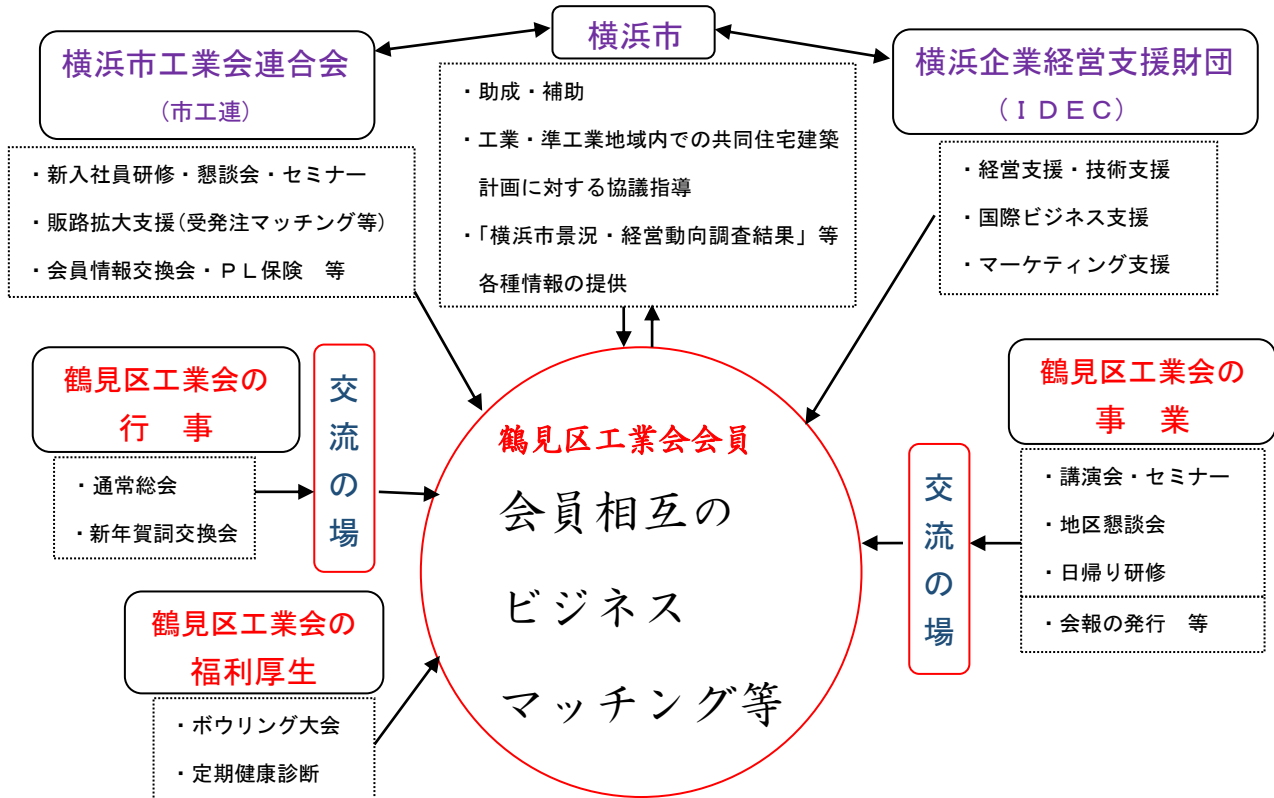 横浜市
横浜市工業会連合会
(市工連)
・新入社員研修・懇談会・セミナー
・販路拡大支援(受発注マッチング等)
・会員情報交換会・ＰＬ保険　等
・助成・補助
・工業・準工業地域内での共同住宅建築
計画に対する協議指導
・「横浜市景況・経営動向調査結果」等
各種情報の提供
横浜企業経営支援財団
（ＩＤＥＣ）
・経営支援・技術支援
・国際ビジネス支援
・マーケティング支援
鶴見区工業会の
行　事
・通常総会
・新年賀詞交換会
交流の場
鶴見区工業会の
福利厚生
・ボウリング大会
・定期健康診断
鶴見区工業会会員
会員相互の
ビジネス
マッチング等
交流の場
鶴見区工業会の
事　業
・講演会・セミナー
・地区懇談会
・日帰り研修
・会報の発行　等